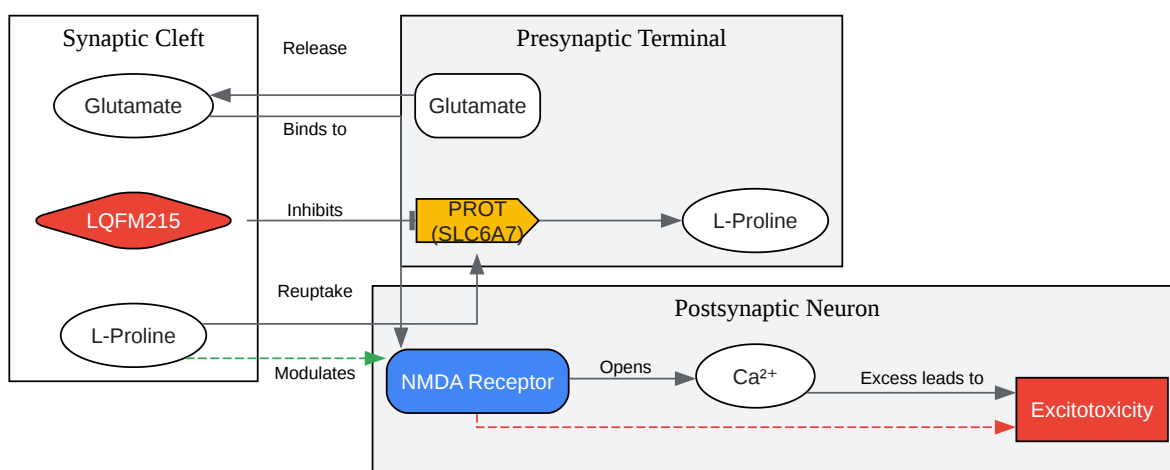 Synaptic Cleft
Presynaptic Terminal
Release
Glutamate
Glutamate
Binds to
LQFM215
Inhibits
PROT
(SLC6A7)
L-Proline
Reuptake
L-Proline
Modulates
Postsynaptic Neuron
NMDA Receptor
Opens
Ca²⁺
Excess leads to
Excitotoxicity